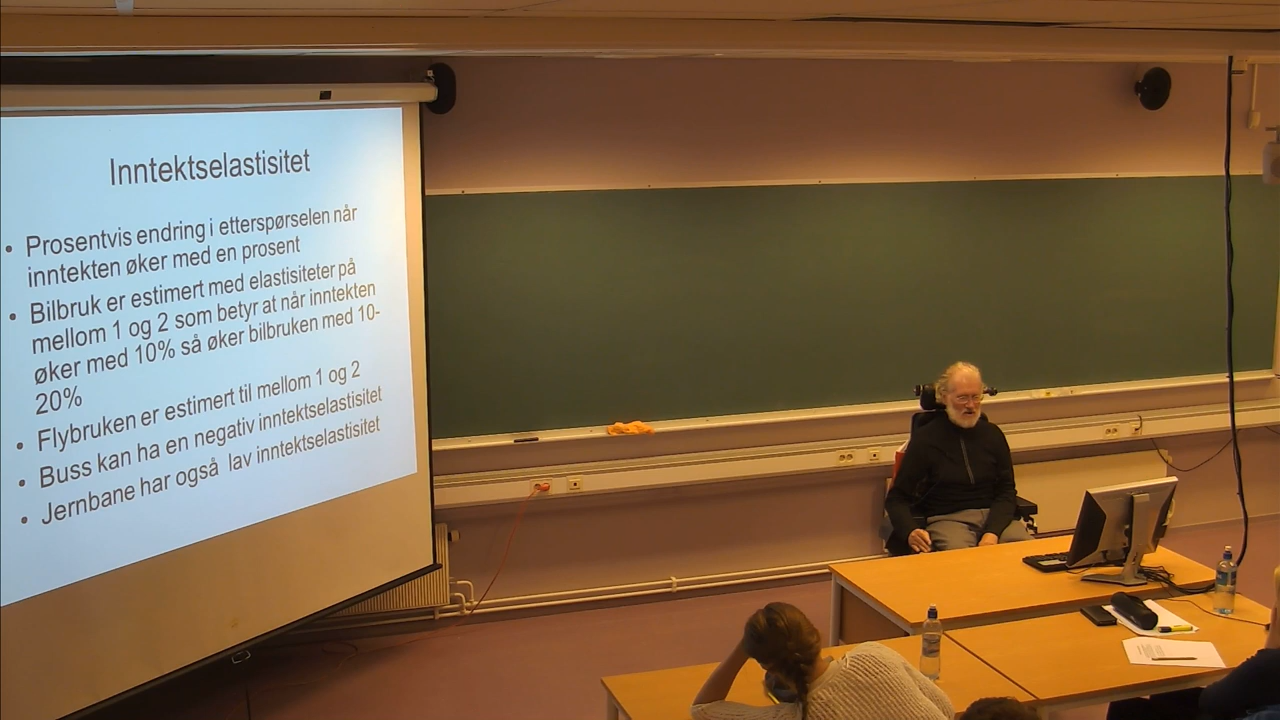 Inntektselastisitet
• Prosentvis endring i etterspørselen når
inntekten øker med en prosent
• Bilbruk er estimert med elastisiteter på
mellom 1 og 2 som betyr at når inntekten
øker med 10% så øker bilbruken med 10-
20%
• Flybruken er estimert til mellom 1 og 2
• Buss kan ha en negativ inntektselastisitet
• Jernbane har også lav inntektselastisitet